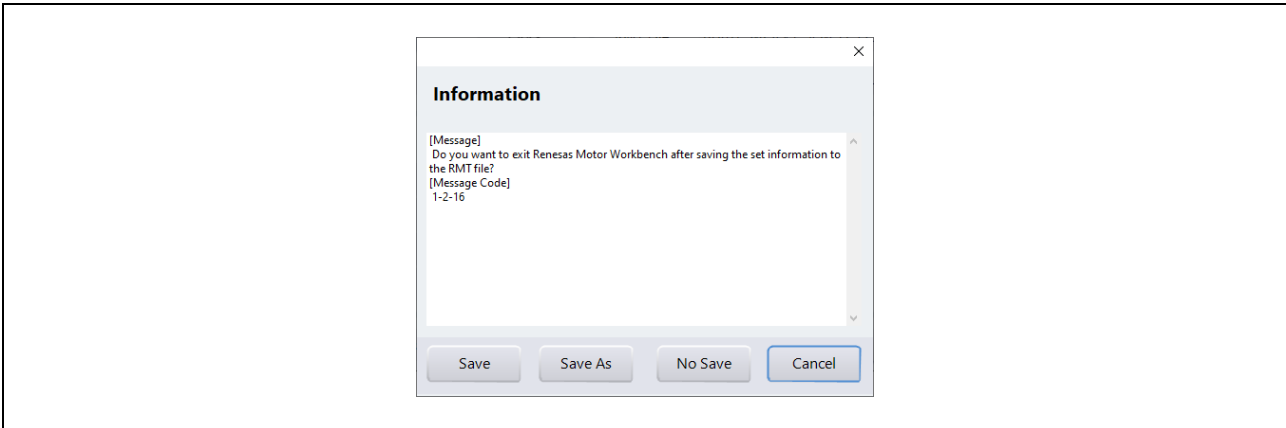 Information
[Message]
Do you want to exit Renesas Motor Workbench after saving the set information to
the RMT file?
[Message Code]
1-2-16
Save Save As No Save Cancel